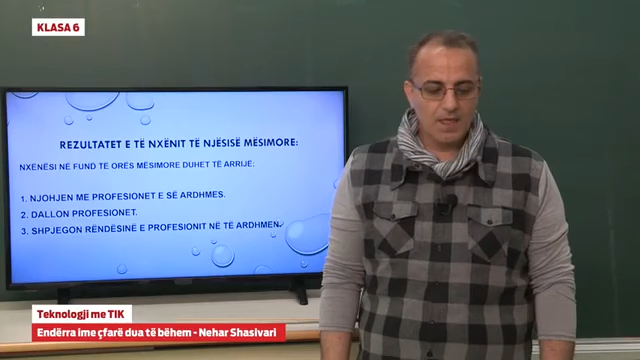 KLASA 6
REZULTATET E TË NXËNIT TË NJËSISË MËSIMORE:
NXENËSI NË FUND TË ORËS MËSIMORE DUHET TË ARRIJË:
1. NJOHJEN ME PROFESIONET E SË ARDHMES.
2. DALLON PROFESIONET.
3. SHPJEGON RËNDËSINË E PROFESIONIT NË TË ARDHMEN.
Teknologji me TIK
Endërra ime çfarë dua të bëhem - Nehar Shasivari